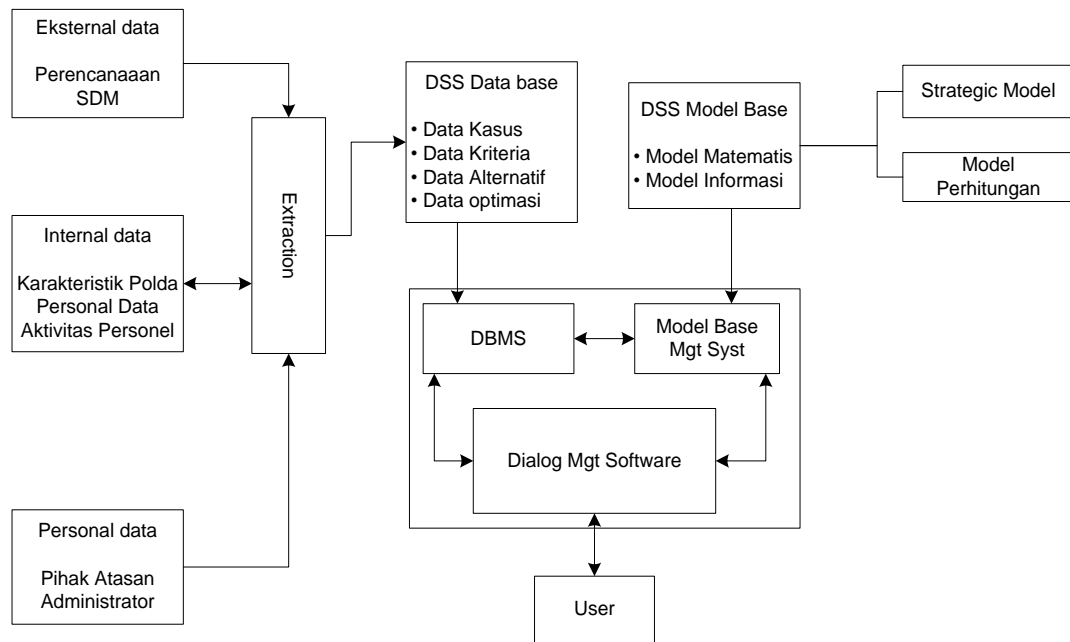 Eksternal data
Perencanaaan
SDM
Internal data
Karakteristik Polda
Personal Data
Aktivitas Personel
Personal data
Pihak Atasan
Administrator
Extraction
DSS Data base
• Data Kasus
• Data Kriteria
• Data Alternatif
• Data optimasi
DSS Model Base
• Model Matematis
• Model Informasi
Strategic Model
Model
Perhitungan
DBMS
Model Base
Mgt Syst
Dialog Mgt Software
User